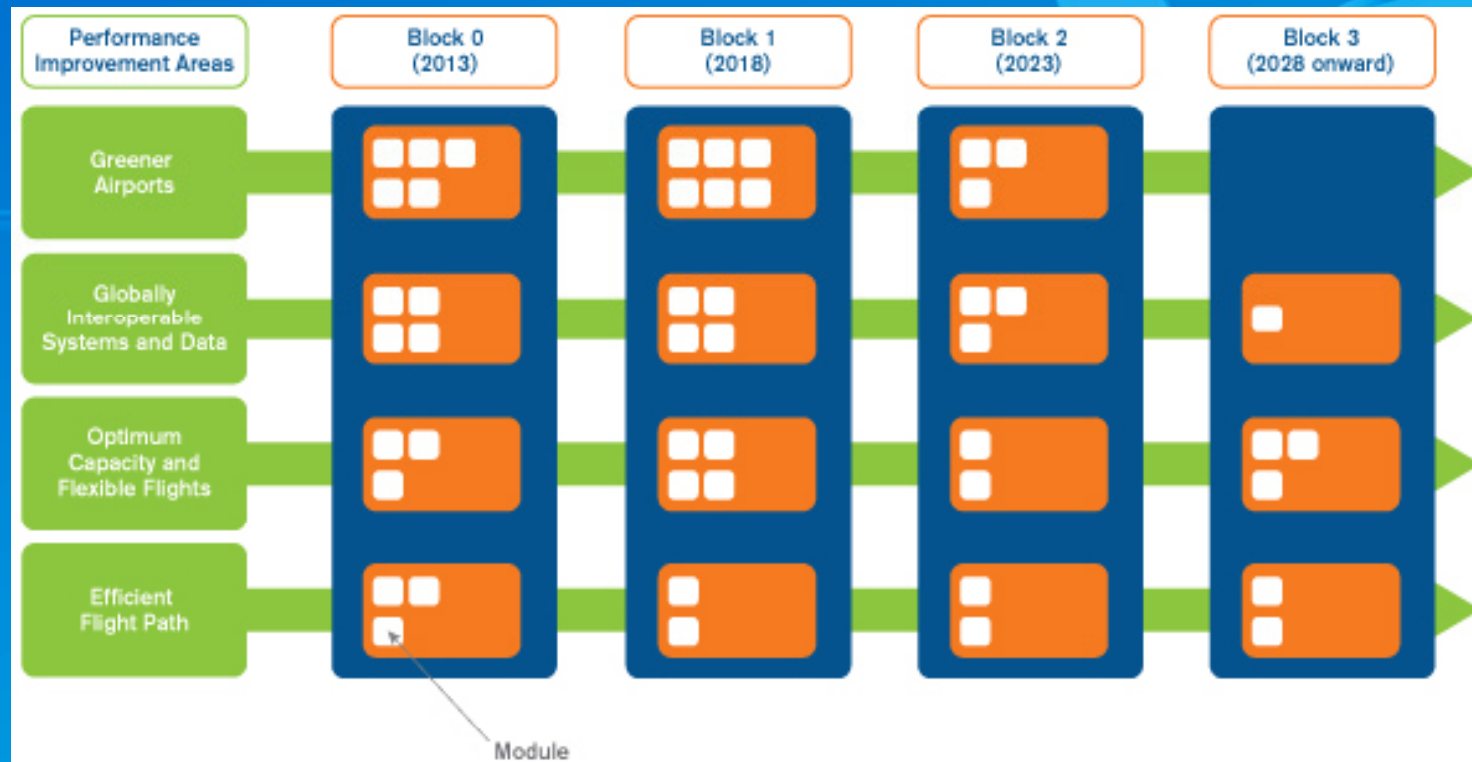 Performance
Improvement Areas
Block 0
(2013)
Block 1
(2018)
Block 2
(2023)
Block 3
(2028 onward)
Greener
Airports
Globally
Interoperable
Systems and Data
Optimum
Capacity and
Flexible Flights
Efficient
Flight Path
Module